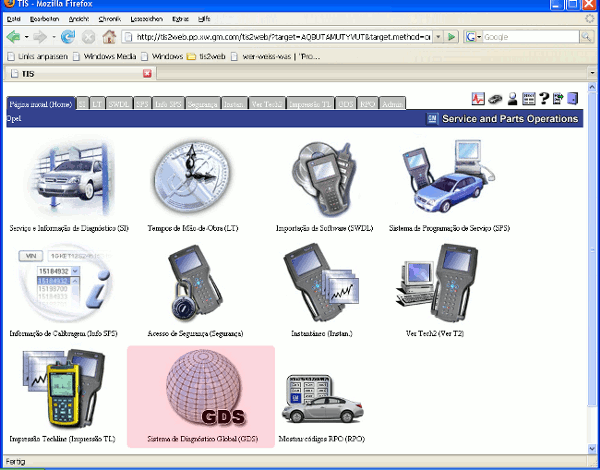 TIS - Mozilla Firefox
Datei Bearbeiten Ansicht Chronik Lesezeichen Extras Hilfe
http://tis2web.pp.xw.gm.com/tis2web/?target=.AQBUTAMUTYVUT&target.method=o
Google
Links anpassen Windows Media Windows tis2web wer-weiss-was | "Pro...
TIS
Página inicial (Home) SI LT SWDL SPS Info SPS Segurança Instan. Ver Tech2 Impressão TL GDS RPO Admin
Opel GM Service and Parts Operations
Serviço e Informação de Diagnóstico (SI) Tempos de Mão-de-Obra (LT) Importação de Software (SWDL) Sistema de Programação de Serviço (SPS)
VIN
15184932
15184932
Informação de Calibragem (Info SPS) Acesso de Segurança (Segurança) Instantâneo (Instan.) Ver Tech2 (Ver T2)
GDS
GM
Impressão Techline (Impressão TL) Sistema de Diagnóstico Global (GDS) Mostrar códigos RPO (RPO)
Fertig